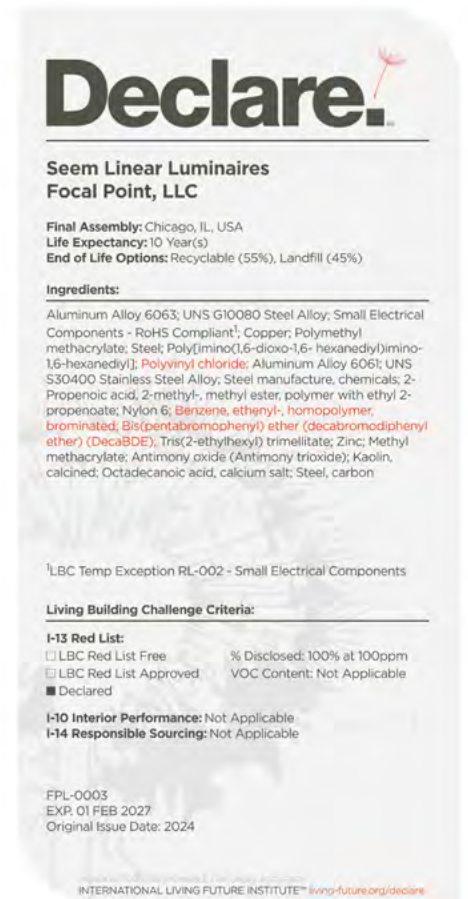 Declare.
Seem Linear Luminaires
Focal Point, LLC
Final Assembly: Chicago, IL, USA
Life Expectancy: 10 Year(s)
End of Life Options: Recyclable (55%), Landfill (45%)
Ingredients:
Aluminum Alloy 6063; UNS G10080 Steel Alloy; Small Electrical
Components - RoHS Compliant¹; Copper; Polymethyl
methacrylate; Steel; Poly[imino(1,6-dioxo-1,6- hexanediyl)imino-
1,6-hexanediyl]; Polyvinyl chloride; Aluminum Alloy 6061; UNS
S30400 Stainless Steel Alloy; Steel manufacture, chemicals; 2-
Propenoic acid, 2-methyl-, methyl ester, polymer with ethyl 2-
propenoate; Nylon 6; Benzene, ethenyl-, homopolymer,
brominated; Bis(pentabromophenyl) ether (decabromodiphenyl
ether) (DecaBDE); Tris(2-ethylhexyl) trimellitate; Zinc; Methyl
methacrylate; Antimony oxide (Antimony trioxide); Kaolin,
calcined; Octadecanoic acid, calcium salt; Steel, carbon
¹LBC Temp Exception RL-002 - Small Electrical Components
Living Building Challenge Criteria:
I-13 Red List:
☐ LBC Red List Free % Disclosed: 100% at 100ppm
☐ LBC Red List Approved VOC Content: Not Applicable
■ Declared
I-10 Interior Performance: Not Applicable
I-14 Responsible Sourcing: Not Applicable
FPL-0003
EXP. 01 FEB 2027
Original Issue Date: 2024
INTERNATIONAL LIVING FUTURE INSTITUTE™ living-future.org/declare